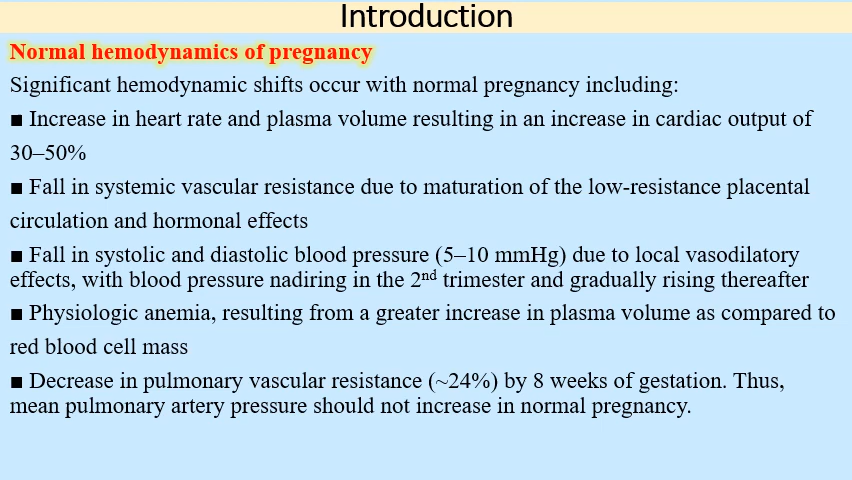 Introduction
Normal hemodynamics of pregnancy
Significant hemodynamic shifts occur with normal pregnancy including:
■ Increase in heart rate and plasma volume resulting in an increase in cardiac output of
30–50%
■ Fall in systemic vascular resistance due to maturation of the low-resistance placental
circulation and hormonal effects
■ Fall in systolic and diastolic blood pressure (5–10 mmHg) due to local vasodilatory
effects, with blood pressure nadiring in the 2nd trimester and gradually rising thereafter
■ Physiologic anemia, resulting from a greater increase in plasma volume as compared to
red blood cell mass
■ Decrease in pulmonary vascular resistance (~24%) by 8 weeks of gestation. Thus,
mean pulmonary artery pressure should not increase in normal pregnancy.